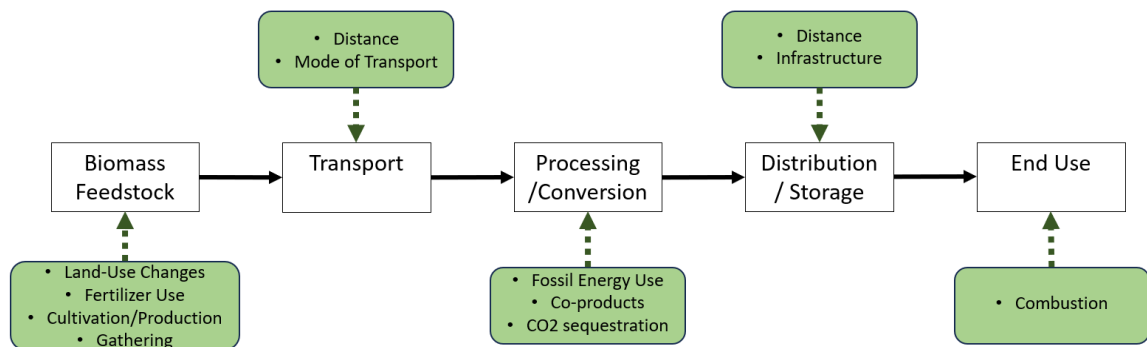 • Distance
• Mode of Transport
• Distance
• Infrastructure
Biomass
Feedstock
Transport
Processing
/Conversion
Distribution
/ Storage
End Use
• Land-Use Changes
• Fertilizer Use
• Cultivation/Production
• Gathering
• Fossil Energy Use
• Co-products
• CO2 sequestration
• Combustion